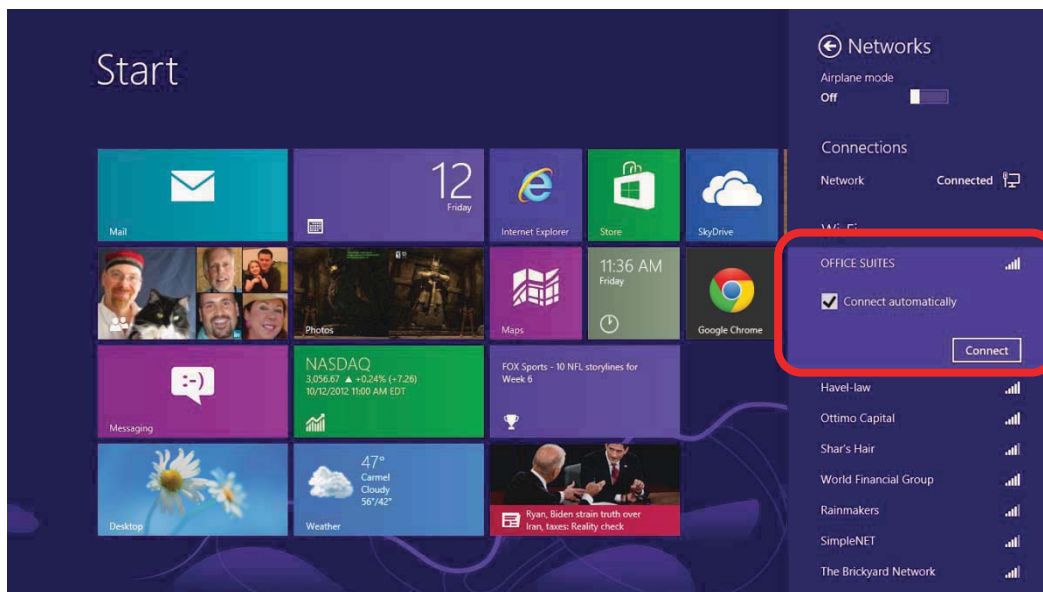 Start
Mail
12
Friday
Internet Explorer
Store
SkyDrive
Photos
Maps
11:36 AM
Friday
Google Chrome
Messaging
NASDAQ
3,056.67 ▲ +0.24% (+7.26)
10/12/2012 11:00 AM EDT
FOX Sports - 10 NFL storylines for
Week 6
Desktop
47°
Carmel
Cloudy
56°/42°
Weather
Ryan, Biden strain truth over
Iran, taxes: Reality check
Networks
Airplane mode
Off
Connections
Network Connected
Wi-Fi
OFFICE SUITES
Connect automatically
Connect
Havel-law
Ottimo Capital
Shar's Hair
World Financial Group
Rainmakers
SimpleNET
The Brickyard Network